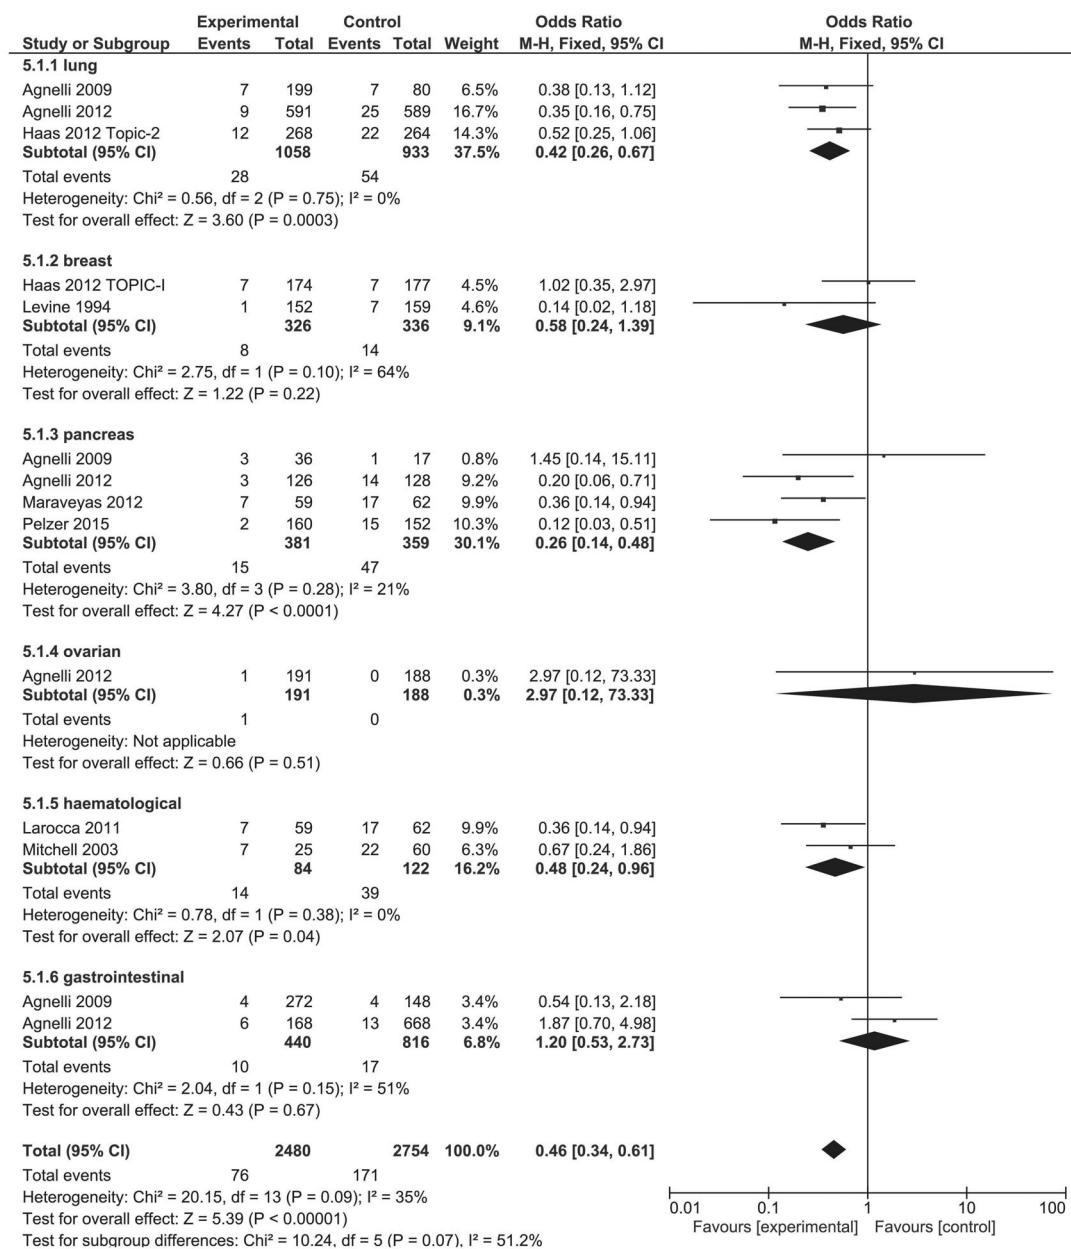 Experimental Control Odds Ratio Odds Ratio
Study or Subgroup Events Total Events Total Weight M-H, Fixed, 95% CI M-H, Fixed, 95% CI
5.1.1 lung
Agnelli 2009 7 199 7 80 6.5% 0.38 [0.13, 1.12]
Agnelli 2012 9 591 25 589 16.7% 0.35 [0.16, 0.75]
Haas 2012 Topic-2 12 268 22 264 14.3% 0.52 [0.25, 1.06]
Subtotal (95% CI) 1058 933 37.5% 0.42 [0.26, 0.67]
Total events 28 54
Heterogeneity: Chi² = 0.56, df = 2 (P = 0.75); I² = 0%
Test for overall effect: Z = 3.60 (P = 0.0003)
5.1.2 breast
Haas 2012 TOPIC-I 7 174 7 177 4.5% 1.02 [0.35, 2.97]
Levine 1994 1 152 7 159 4.6% 0.14 [0.02, 1.18]
Subtotal (95% CI) 326 336 9.1% 0.58 [0.24, 1.39]
Total events 8 14
Heterogeneity: Chi² = 2.75, df = 1 (P = 0.10); I² = 64%
Test for overall effect: Z = 1.22 (P = 0.22)
5.1.3 pancreas
Agnelli 2009 3 36 1 17 0.8% 1.45 [0.14, 15.11]
Agnelli 2012 3 126 14 128 9.2% 0.20 [0.06, 0.71]
Maraveyas 2012 7 59 17 62 9.9% 0.36 [0.14, 0.94]
Pelzer 2015 2 160 15 152 10.3% 0.12 [0.03, 0.51]
Subtotal (95% CI) 381 359 30.1% 0.26 [0.14, 0.48]
Total events 15 47
Heterogeneity: Chi² = 3.80, df = 3 (P = 0.28); I² = 21%
Test for overall effect: Z = 4.27 (P < 0.0001)
5.1.4 ovarian
Agnelli 2012 1 191 0 188 0.3% 2.97 [0.12, 73.33]
Subtotal (95% CI) 191 188 0.3% 2.97 [0.12, 73.33]
Total events 1 0
Heterogeneity: Not applicable
Test for overall effect: Z = 0.66 (P = 0.51)
5.1.5 haematological
Larocca 2011 7 59 17 62 9.9% 0.36 [0.14, 0.94]
Mitchell 2003 7 25 22 60 6.3% 0.67 [0.24, 1.86]
Subtotal (95% CI) 84 122 16.2% 0.48 [0.24, 0.96]
Total events 14 39
Heterogeneity: Chi² = 0.78, df = 1 (P = 0.38); I² = 0%
Test for overall effect: Z = 2.07 (P = 0.04)
5.1.6 gastrointestinal
Agnelli 2009 4 272 4 148 3.4% 0.54 [0.13, 2.18]
Agnelli 2012 6 168 13 668 3.4% 1.87 [0.70, 4.98]
Subtotal (95% CI) 440 816 6.8% 1.20 [0.53, 2.73]
Total events 10 17
Heterogeneity: Chi² = 2.04, df = 1 (P = 0.15); I² = 51%
Test for overall effect: Z = 0.43 (P = 0.67)
Total (95% CI) 2480 2754 100.0% 0.46 [0.34, 0.61]
Total events 76 171
Heterogeneity: Chi² = 20.15, df = 13 (P = 0.09); I² = 35%
Test for overall effect: Z = 5.39 (P < 0.00001)
Test for subgroup differences: Chi² = 10.24, df = 5 (P = 0.07), I² = 51.2%
0.01 0.1 1 10 100
Favours [experimental] Favours [control]